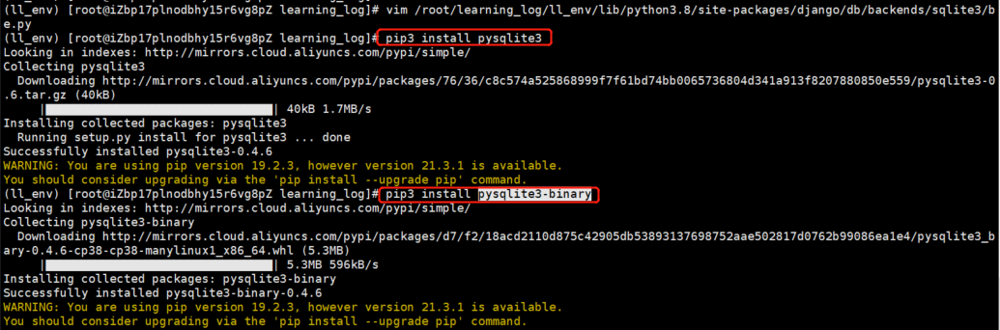 (ll_env) [root@iZbp17plnodbhy15r6vg8pZ learning_log]# vim /root/learning_log/ll_env/lib/python3.8/site-packages/django/db/backends/sqlite3/b
e.py
(ll_env) [root@iZbp17plnodbhy15r6vg8pZ learning_log]# pip3 install pysqlite3
Looking in indexes: http://mirrors.cloud.aliyuncs.com/pypi/simple/
Collecting pysqlite3
Downloading http://mirrors.cloud.aliyuncs.com/pypi/packages/76/36/c8c574a525868999f7f61bd74bb0065736804d341a913f8207880850e559/pysqlite3-0
.6.tar.gz (40kB)
|████████████████████████████████| 40kB 1.7MB/s
Installing collected packages: pysqlite3
Running setup.py install for pysqlite3 ... done
Successfully installed pysqlite3-0.4.6
WARNING: You are using pip version 19.2.3, however version 21.3.1 is available.
You should consider upgrading via the 'pip install --upgrade pip' command.
(ll_env) [root@iZbp17plnodbhy15r6vg8pZ learning_log]# pip3 install pysqlite3-binary
Looking in indexes: http://mirrors.cloud.aliyuncs.com/pypi/simple/
Collecting pysqlite3-binary
Downloading http://mirrors.cloud.aliyuncs.com/pypi/packages/d7/f2/18acd2110d875c42905db53893137698752aae502817d0762b99086ea1e4/pysqlite3_b
ary-0.4.6-cp38-cp38-manylinux1_x86_64.whl (5.3MB)
|████████████████████████████████| 5.3MB 596kB/s
Installing collected packages: pysqlite3-binary
Successfully installed pysqlite3-binary-0.4.6
WARNING: You are using pip version 19.2.3, however version 21.3.1 is available.
You should consider upgrading via the 'pip install --upgrade pip' command.